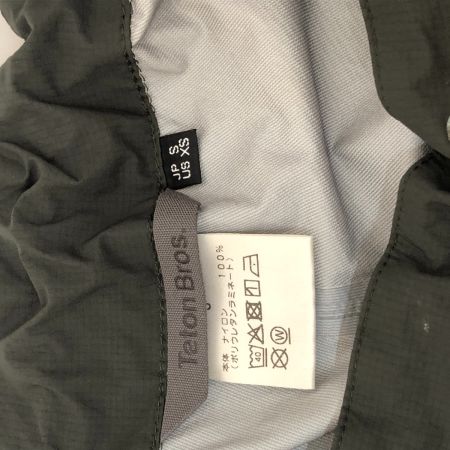 JP S
US XS
Teton Bros.
本体 ナイロン 100%
(ポリウレタンラミネート)
40
W